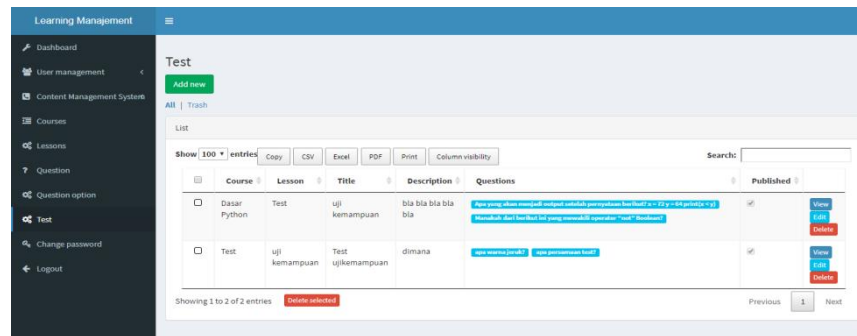 Learning Manajement
Dashboard
User management
Content Management System
Courses
Lessons
Question
Question option
Test
Change password
Logout
Test
Add new
All | Trash
List
Show 100 entries Copy CSV Excel PDF Print Column visibility Search:
Course Lesson Title Description Questions Published
Dasar Python Test uji kemampuan bla bla bla bla bla
Apa yang akan menjadi output setelah pernyataan berikut? x = 72 y = 64 print(x < y)
Manakah dari berikut ini yang mewakili operator "not" Boolean?
View
Edit
Delete
Test uji kemampuan Test ujikemampuan dimana apa warna jeruk? apa persamaan test?
View
Edit
Delete
Showing 1 to 2 of 2 entries Delete selected Previous 1 Next